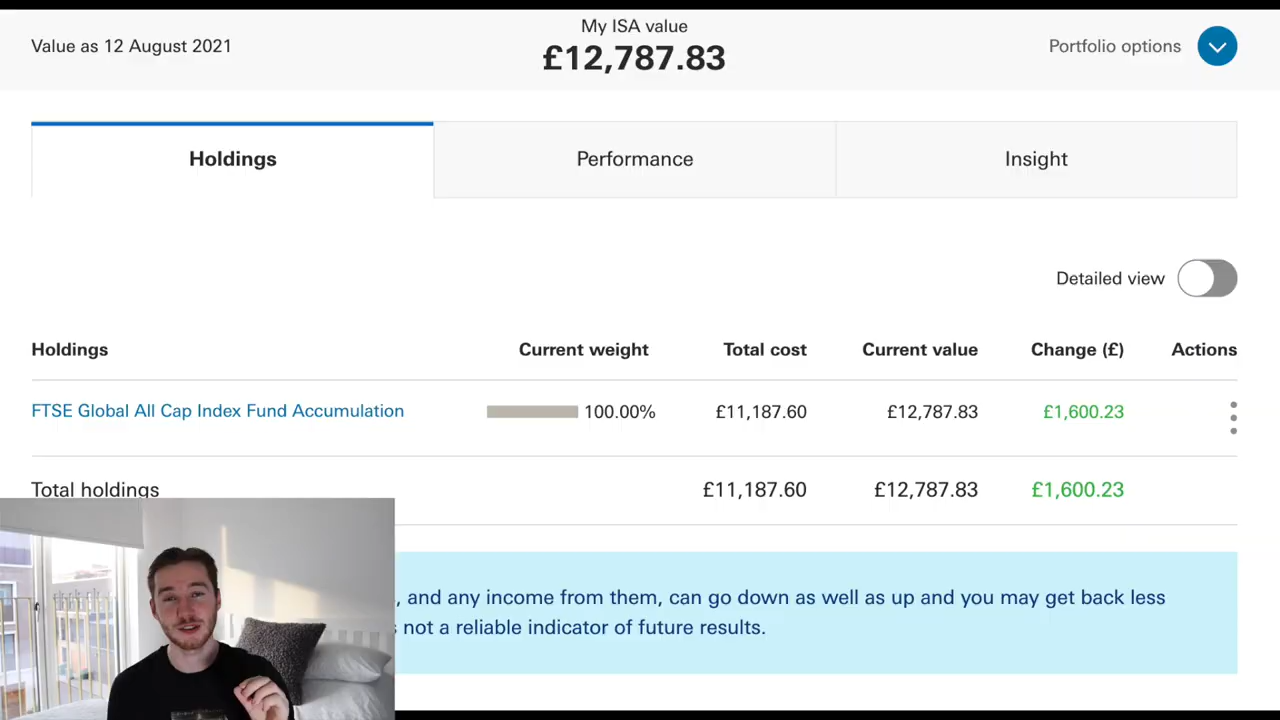 My ISA value
Value as 12 August 2021
£12,787.83
Portfolio options
Holdings Performance Insight
Detailed view
Holdings Current weight Total cost Current value Change (£) Actions
FTSE Global All Cap Index Fund Accumulation 100.00% £11,187.60 £12,787.83 £1,600.23
Total holdings £11,187.60 £12,787.83 £1,600.23
, and any income from them, can go down as well as up and you may get back less
not a reliable indicator of future results.